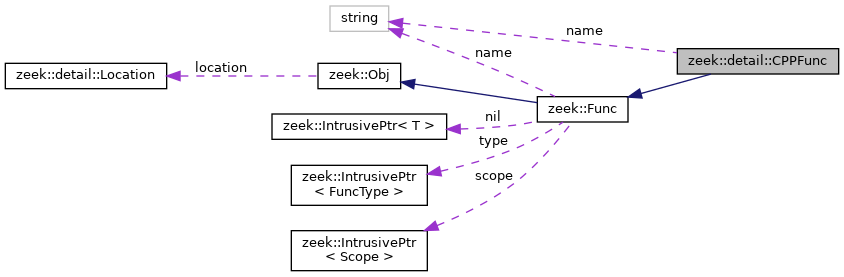 string
name
zeek::detail::CPPFunc
name
location
zeek::detail::Location
zeek::Obj
zeek::Func
nil
zeek::IntrusivePtr< T >
type
zeek::IntrusivePtr
< FuncType >
scope
zeek::IntrusivePtr
< Scope >